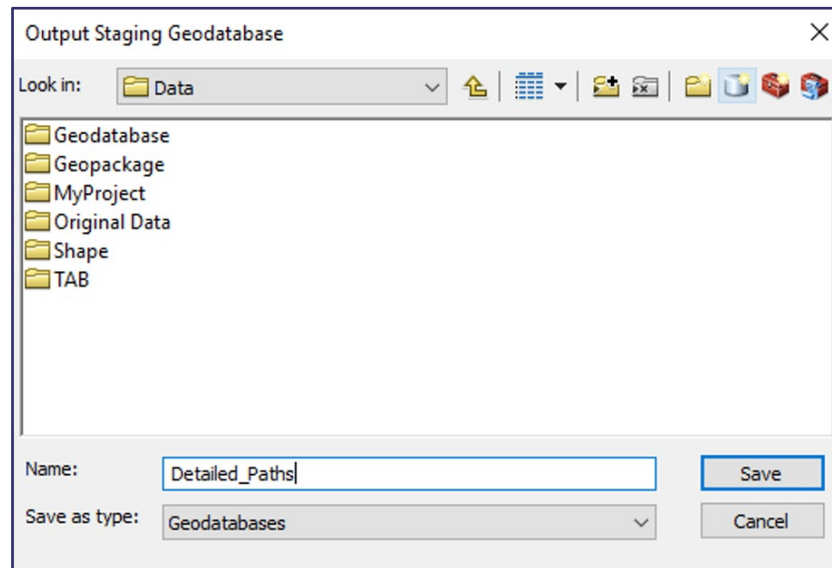 Output Staging Geodatabase
Look in: Data
Geodatabase
Geopackage
MyProject
Original Data
Shape
TAB
Name: Detailed_Paths
Save
Save as type: Geodatabases
Cancel